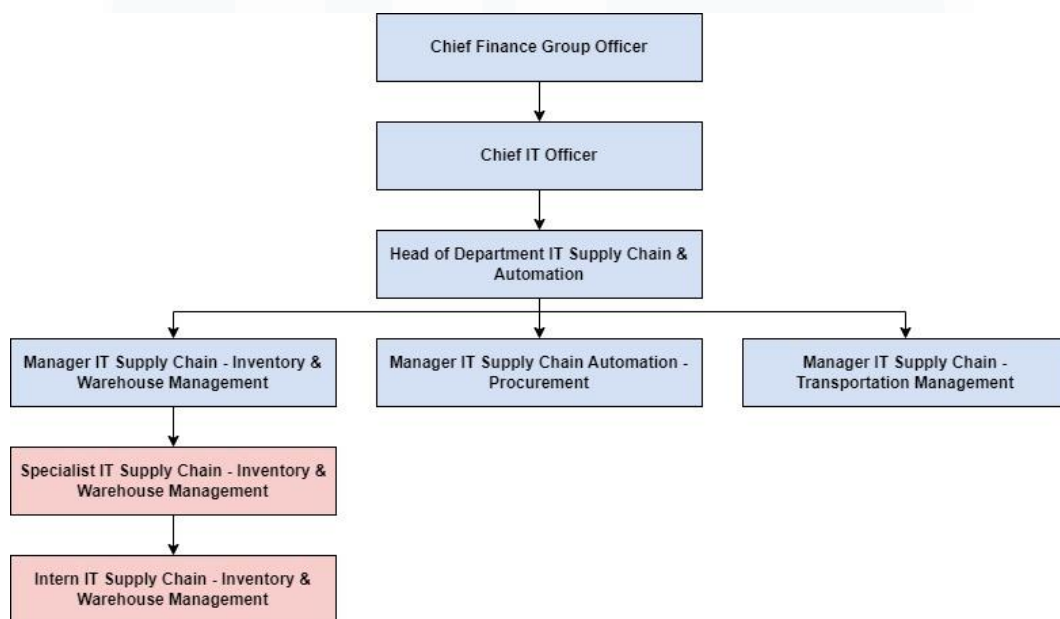 Chief Finance Group Officer
Chief IT Officer
Head of Department IT Supply Chain &
Automation
Manager IT Supply Chain - Inventory &
Warehouse Management
Manager IT Supply Chain Automation -
Procurement
Manager IT Supply Chain -
Transportation Management
Specialist IT Supply Chain - Inventory &
Warehouse Management
Intern IT Supply Chain - Inventory &
Warehouse Management